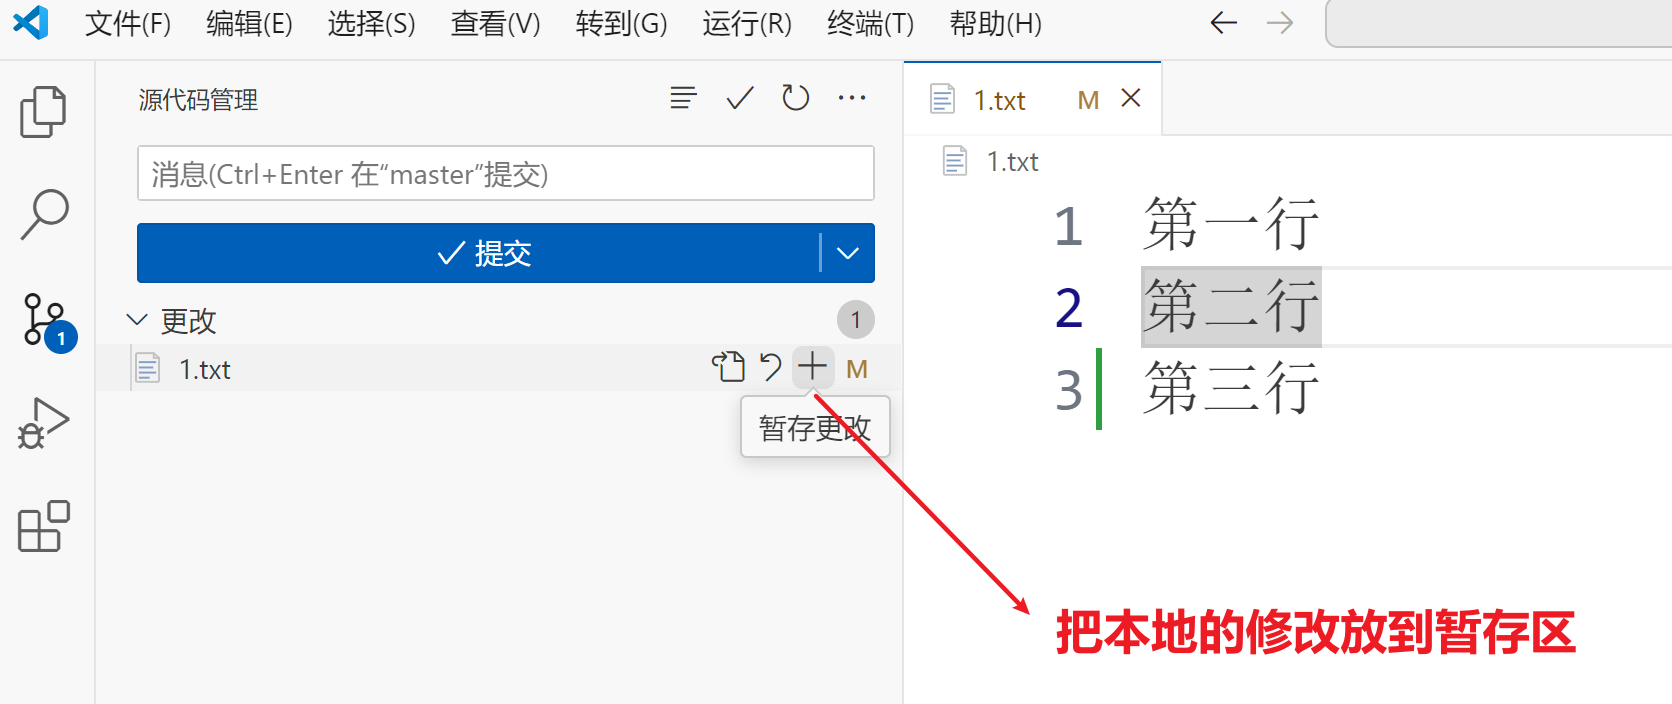 文件(F) 编辑(E) 选择(S) 查看(V) 转到(G) 运行(R) 终端(T) 帮助(H)
源代码管理
消息(Ctrl+Enter 在“master”提交)
提交
更改 1
1.txt M
暂存更改
1
1.txt M
1.txt
1 第一行
2 第二行
3 第三行
把本地的修改放到暂存区